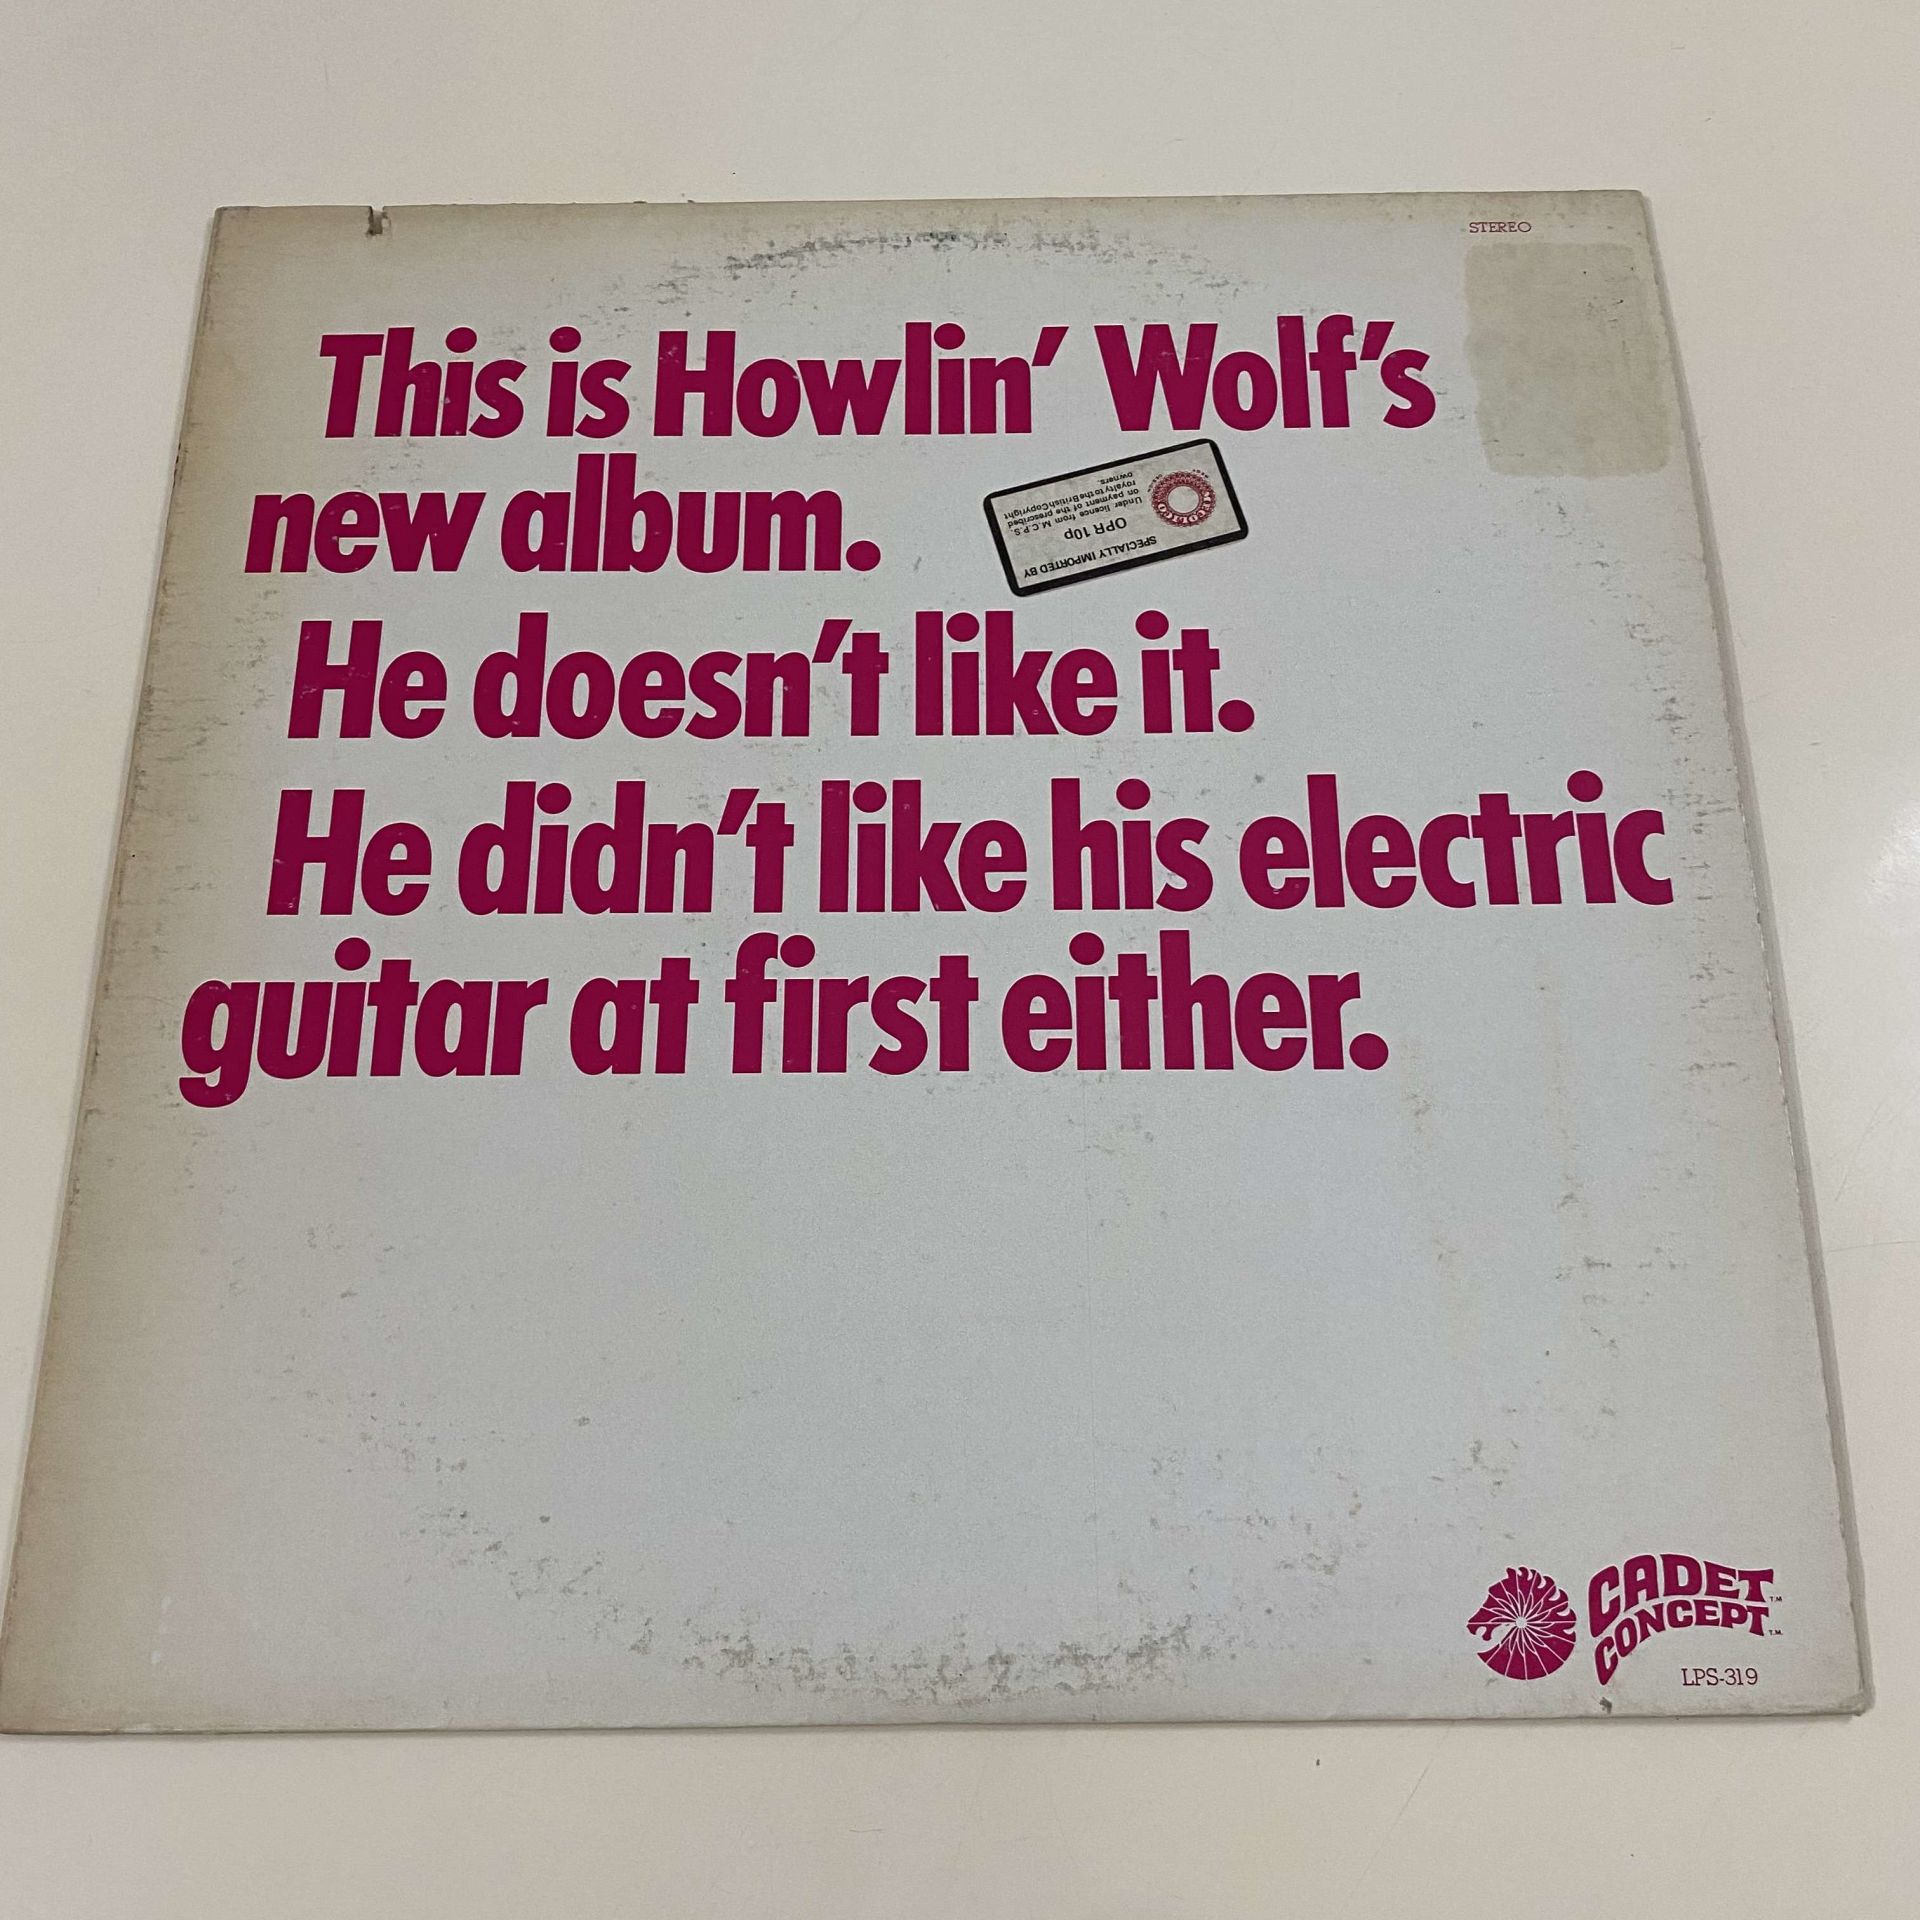 STEREO
This is Howlin' Wolf's
new album.
SPECIALLY IMPORTED BY
OPR 10p
Under licence from M.C.P.S.
on payment of the prescribed
royalty to the British Copyright
owners.
He doesn't like it.
He didn't like his electric
guitar at first either.
CADET TM
CONCEPT T.M.
LPS-319